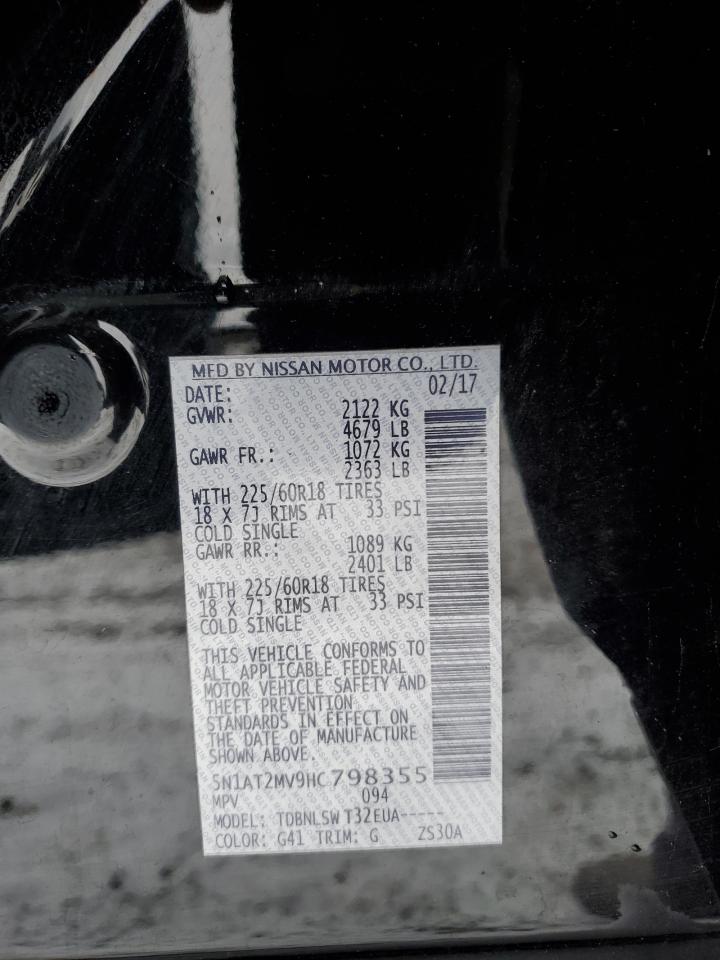 MFD BY NISSAN MOTOR CO., LTD.
DATE: 02/17
GVWR: 2122 KG
4679 LB
GAWR FR.: 1072 KG
2363 LB
WITH 225/60R18 TIRES
18 X 7J RIMS AT 33 PSI
COLD SINGLE
GAWR RR.: 1089 KG
2401 LB
WITH 225/60R18 TIRES
18 X 7J RIMS AT 33 PSI
COLD SINGLE
THIS VEHICLE CONFORMS TO
ALL APPLICABLE FEDERAL
MOTOR VEHICLE SAFETY AND
THEFT PREVENTION
STANDARDS IN EFFECT ON
THE DATE OF MANUFACTURE
SHOWN ABOVE.
5N1AT2MV9HC798355
MPV 094
MODEL: TDBNLSW T32EUA-----
COLOR: G41 TRIM: G ZS30A